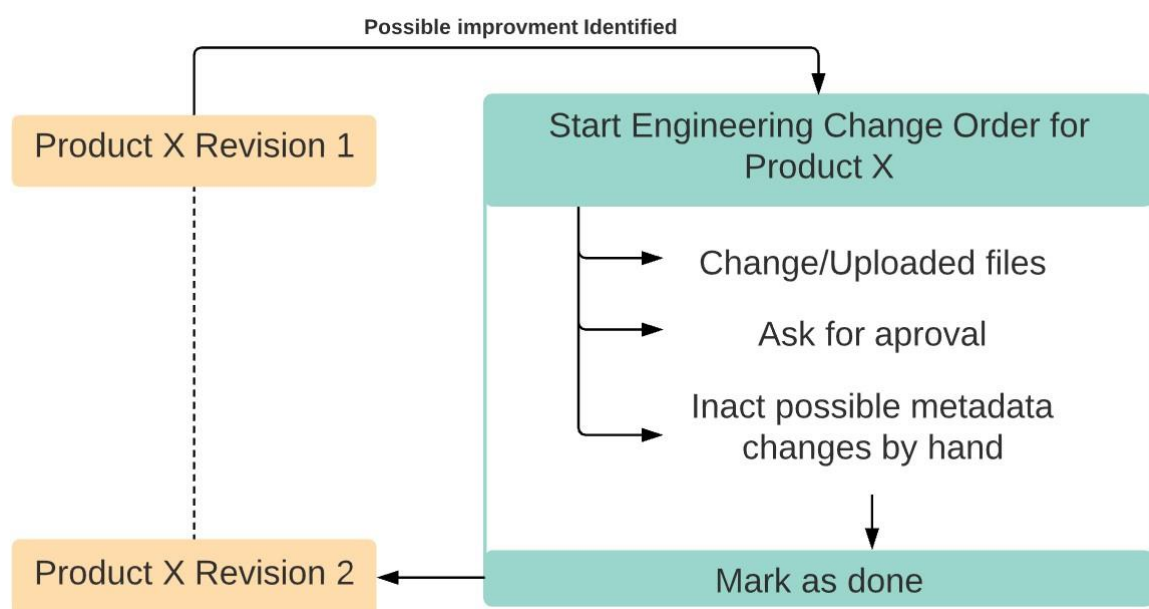 Possible improvment Identified
Product X Revision 1
Start Engineering Change Order for
Product X
Change/Uploaded files
Ask for aproval
Inact possible metadata
changes by hand
Product X Revision 2
Mark as done